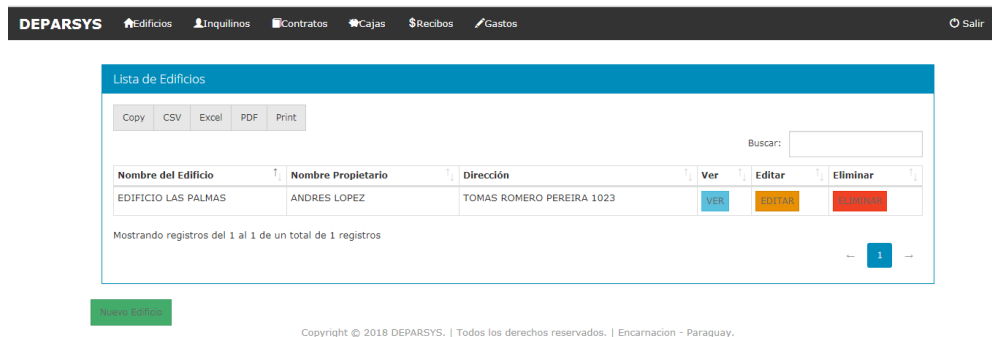 DEPARSYS Edificios Inquilinos Contratos Cajas $Recibos Gastos Salir
Lista de Edificios
Copy CSV Excel PDF Print
Buscar:
Nombre del Edificio Nombre Propietario Dirección Ver Editar Eliminar
EDIFICIO LAS PALMAS ANDRES LOPEZ TOMAS ROMERO PEREIRA 1023 VER EDITAR ELIMINAR
Mostrando registros del 1 al 1 de un total de 1 registros
← 1 →
Nuevo Edificio
Copyright © 2018 DEPARSYS. | Todos los derechos reservados. | Encarnacion - Paraguay.